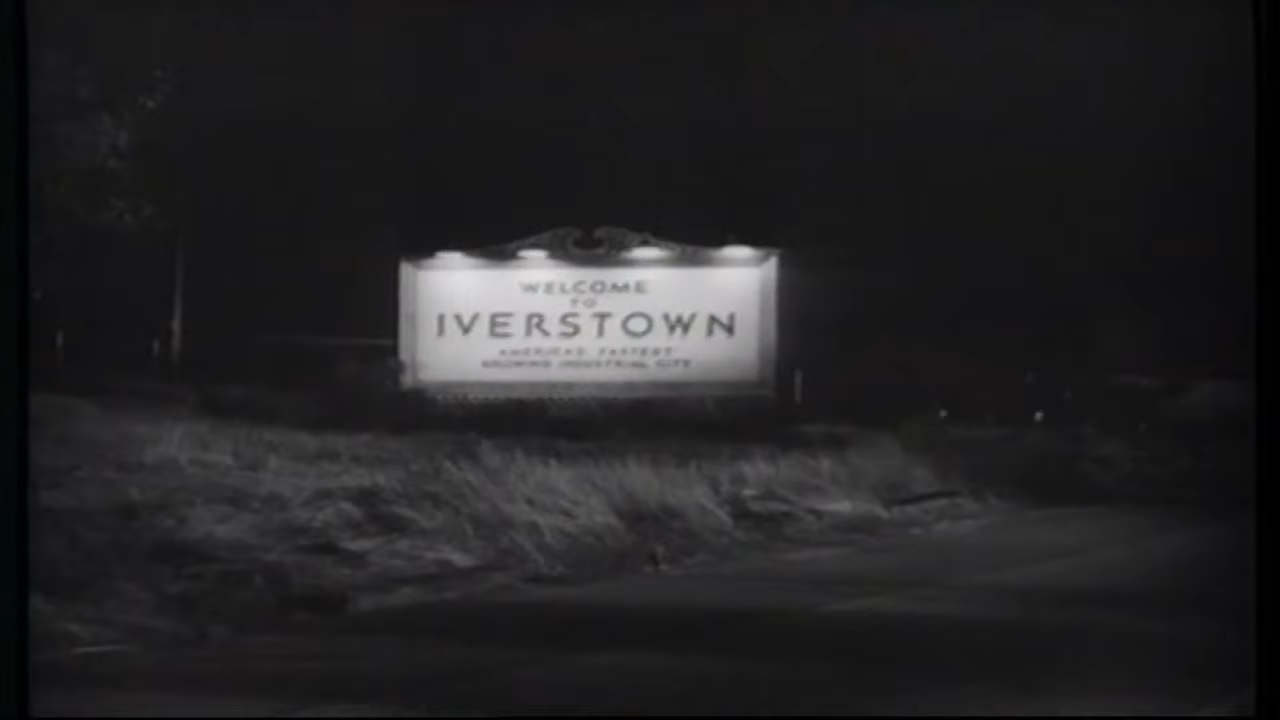 WELCOME
TO
IVERSTOWN
AMERICA'S FASTEST
GROWING INDUSTRIAL CITY